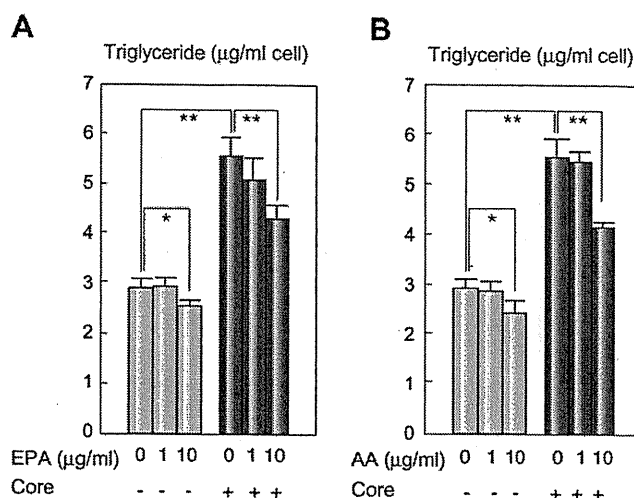 A
B
Triglyceride (µg/ml cell)
Triglyceride (µg/ml cell)
7
6
5
4
3
2
1
0
**
**
*
7
6
5
4
3
2
1
0
**
**
*
EPA (µg/ml) 0 1 10 0 1 10
Core - - - + + +
AA (µg/ml) 0 1 10 0 1 10
Core - - - + + +